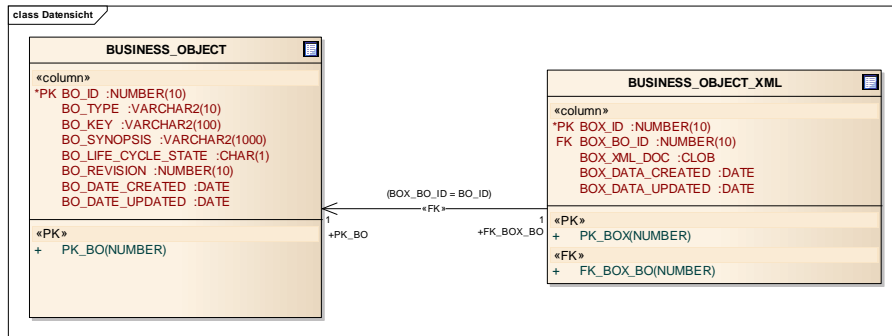 class Datensicht
BUSINESS_OBJECT
«column»
*PK BO_ID :NUMBER(10)
BO_TYPE :VARCHAR2(10)
BO_KEY :VARCHAR2(100)
BO_SYNOPSIS :VARCHAR2(1000)
BO_LIFE_CYCLE_STATE :CHAR(1)
BO_REVISION :NUMBER(10)
BO_DATE_CREATED :DATE
BO_DATE_UPDATED :DATE
«PK»
+ PK_BO(NUMBER)
(BOX_BO_ID = BO_ID)
«FK»
1
+PK_BO
1
+FK_BOX_BO
BUSINESS_OBJECT_XML
«column»
*PK BOX_ID :NUMBER(10)
FK BOX_BO_ID :NUMBER(10)
BOX_XML_DOC :CLOB
BOX_DATA_CREATED :DATE
BOX_DATA_UPDATED :DATE
«PK»
+ PK_BOX(NUMBER)
«FK»
+ FK_BOX_BO(NUMBER)